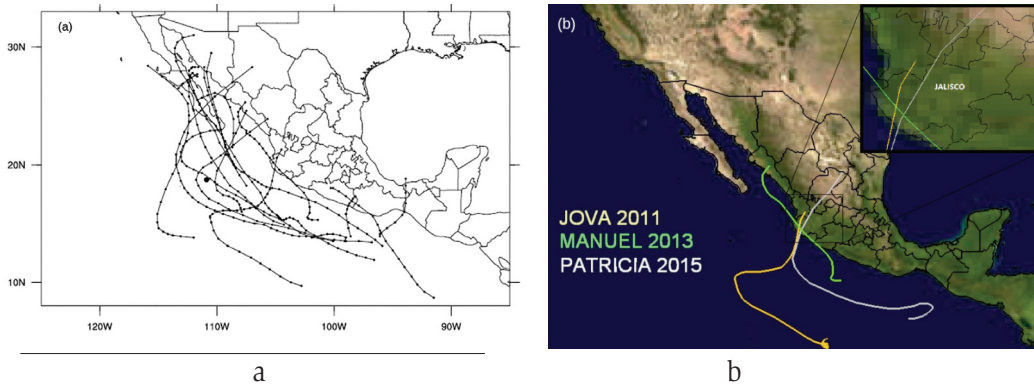 (a)
30N
20N
10N
120W 110W 100W 90W
a
(b)
JALISCO
JOVA 2011
MANUEL 2013
PATRICIA 2015
b